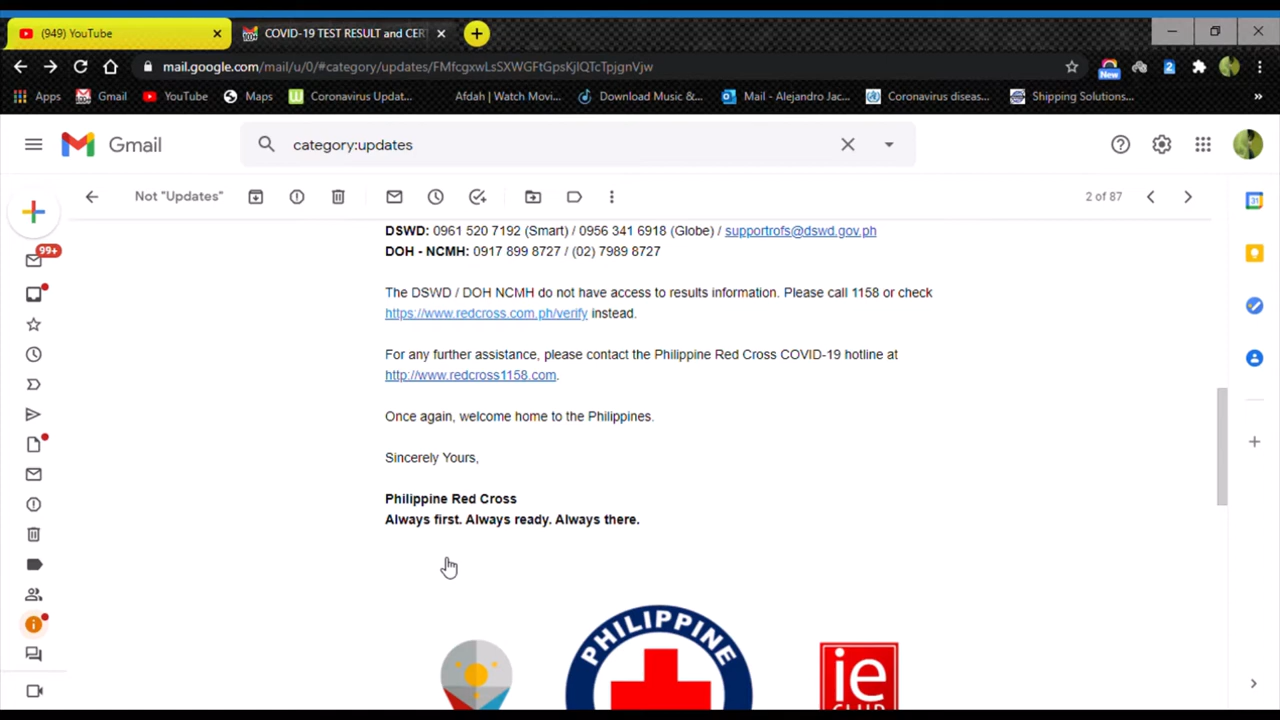 (949) YouTube
COVID-19 TEST RESULT and CERT
mail.google.com/mail/u/0/#category/updates/FMfcgxwLsSXWGFtGpsKjlQTcTpjgnVjw
New
2
Apps
Gmail
YouTube
Maps
Coronavirus Updat...
Afdah | Watch Movi...
Download Music &...
Mail - Alejandro Jac...
Coronavirus diseas...
Shipping Solutions...
Gmail
category:updates
Not "Updates"
2 of 87
99+
31
DSWD: 0961 520 7192 (Smart) / 0956 341 6918 (Globe) / supportrofs@dswd.gov.ph
DOH - NCMH: 0917 899 8727 / (02) 7989 8727
The DSWD / DOH NCMH do not have access to results information. Please call 1158 or check
https://www.redcross.com.ph/verify instead.
For any further assistance, please contact the Philippine Red Cross COVID-19 hotline at
http://www.redcross1158.com.
Once again, welcome home to the Philippines.
Sincerely Yours,
Philippine Red Cross
Always first. Always ready. Always there.
PHILIPPINE
ie
CLUB